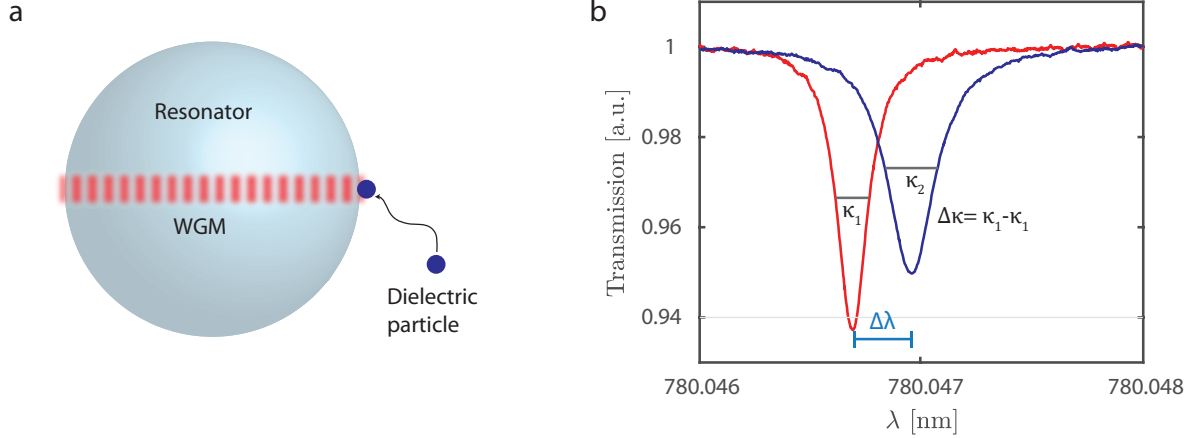 a
Resonator
WGM
Dielectric
particle
b
Transmission [a.u.]
1
0.98
0.96
0.94
κ₁
κ₂
Δκ= κ₁-κ₁
Δλ
780.046
780.047
780.048
λ [nm]